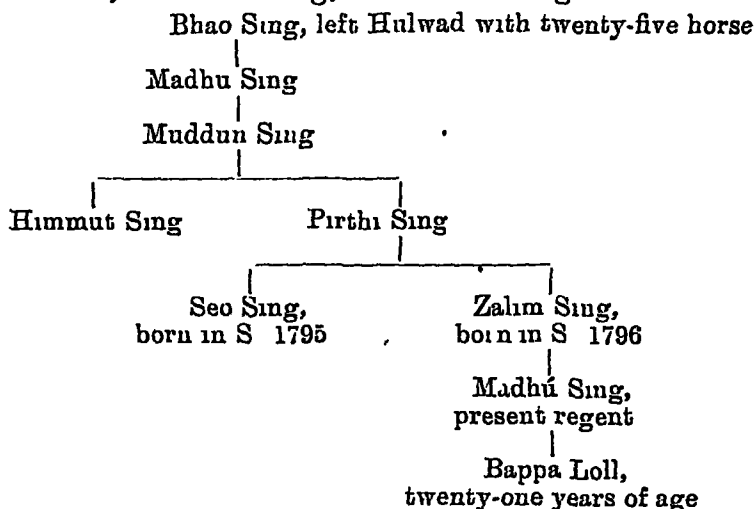 Bhao Sing, left Hulwad with twenty-five horse
Madhu Sing
Muddun Sing
Himmut Sing Pirthi Sing
Seo Sing, Zalim Sing,
born in S 1795 born in S 1796
Madhú Sing,
present regent
Bappa Loll,
twenty-one years of age